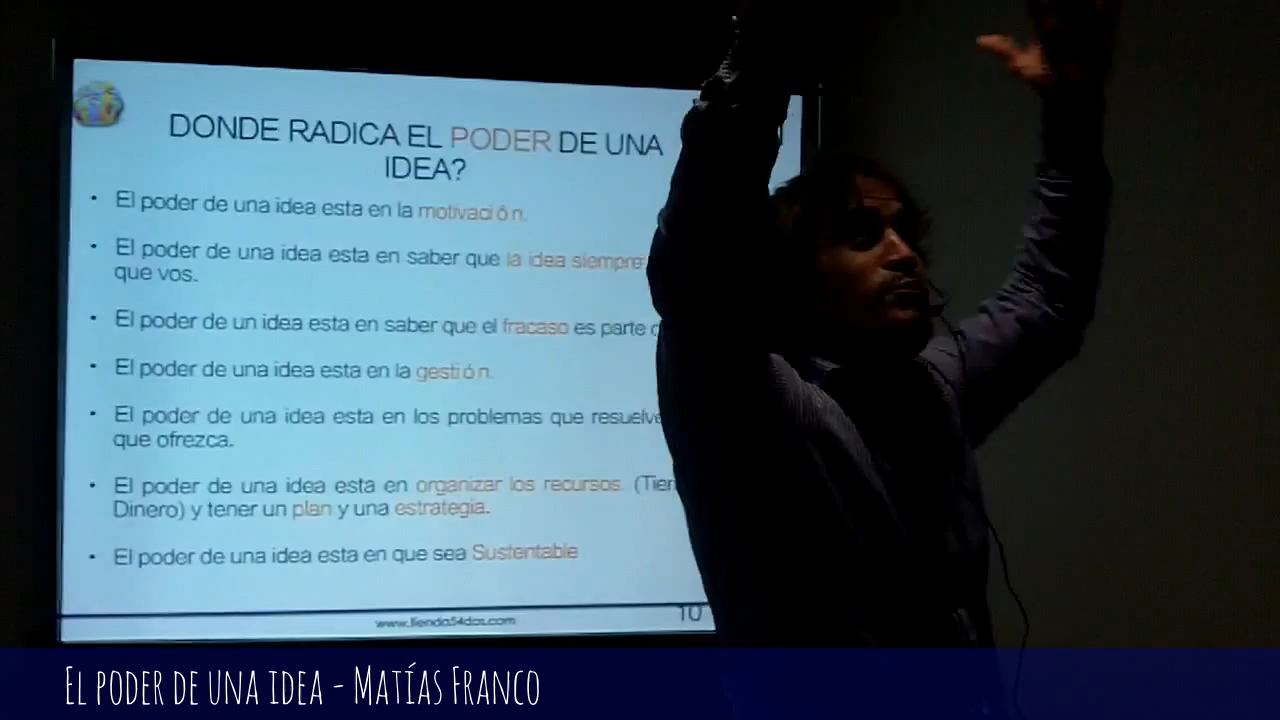 DONDE RADICA EL PODER DE UNA
IDEA?
• El poder de una idea esta en la motivación.
• El poder de una idea esta en saber que la idea siempre
que vos.
• El poder de un idea esta en saber que el fracaso es parte
• El poder de una idea esta en la gestión.
• El poder de una idea esta en los problemas que resuelve
que ofrezca.
• El poder de una idea esta en organizar los recursos. (Tiem
Dinero) y tener un plan y una estrategia.
• El poder de una idea esta en que sea Sustentable
www.tienda54dos.com
10
El poder de una idea - Matías Franco